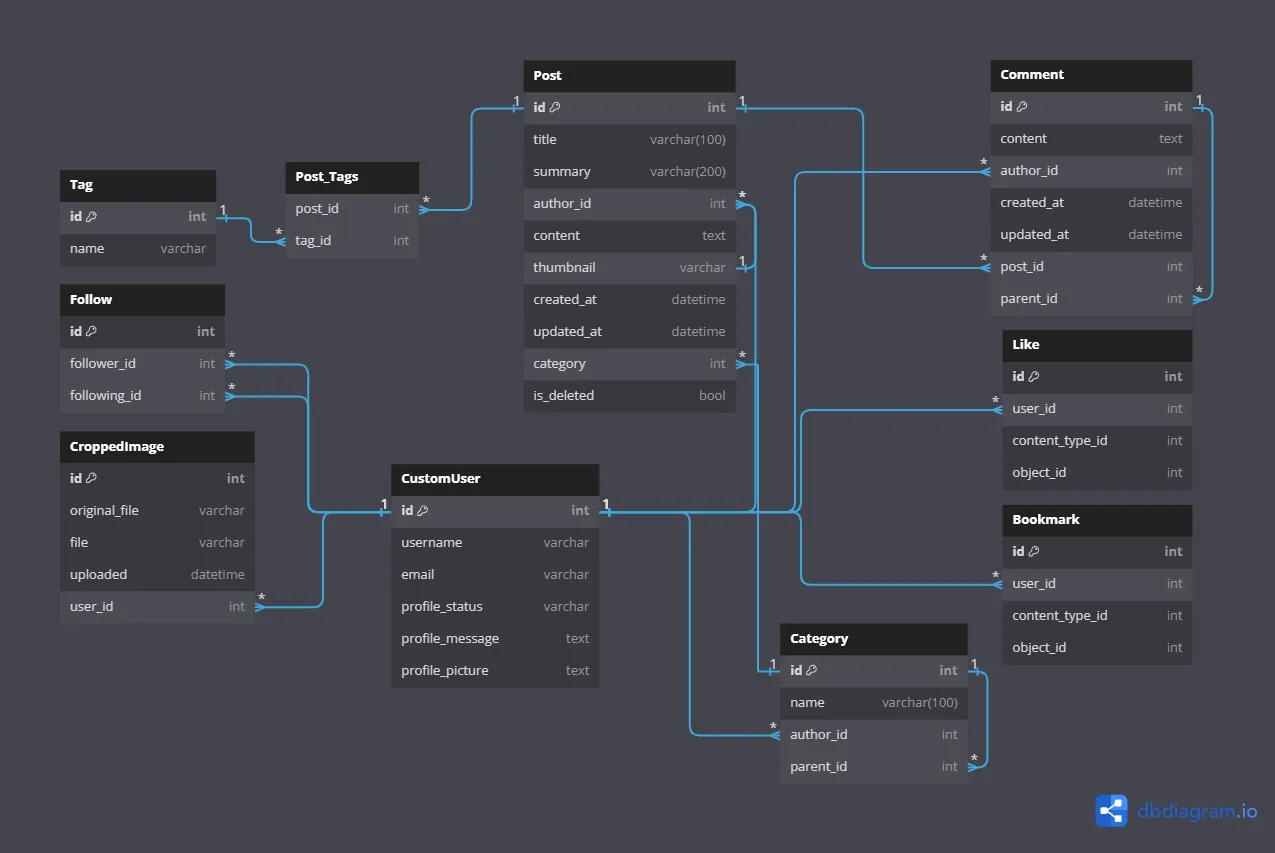 Tag
id int
name varchar
Post_Tags
post_id int
tag_id int
Post
id int
title varchar(100)
summary varchar(200)
author_id int
content text
thumbnail varchar
created_at datetime
updated_at datetime
category int
is_deleted bool
Comment
id int
content text
author_id int
created_at datetime
updated_at datetime
post_id int
parent_id int
Follow
id int
follower_id int
following_id int
CroppedImage
id int
original_file varchar
file varchar
uploaded datetime
user_id int
CustomUser
id int
username varchar
email varchar
profile_status varchar
profile_message text
profile_picture text
Like
id int
user_id int
content_type_id int
object_id int
Bookmark
id int
user_id int
content_type_id int
object_id int
Category
id int
name varchar(100)
author_id int
parent_id int
1
*
*
1
1
*
1
*
*
*
1
*
*
*
*
1
1
*
*
*
1
1
*
*
dbdiagram.io